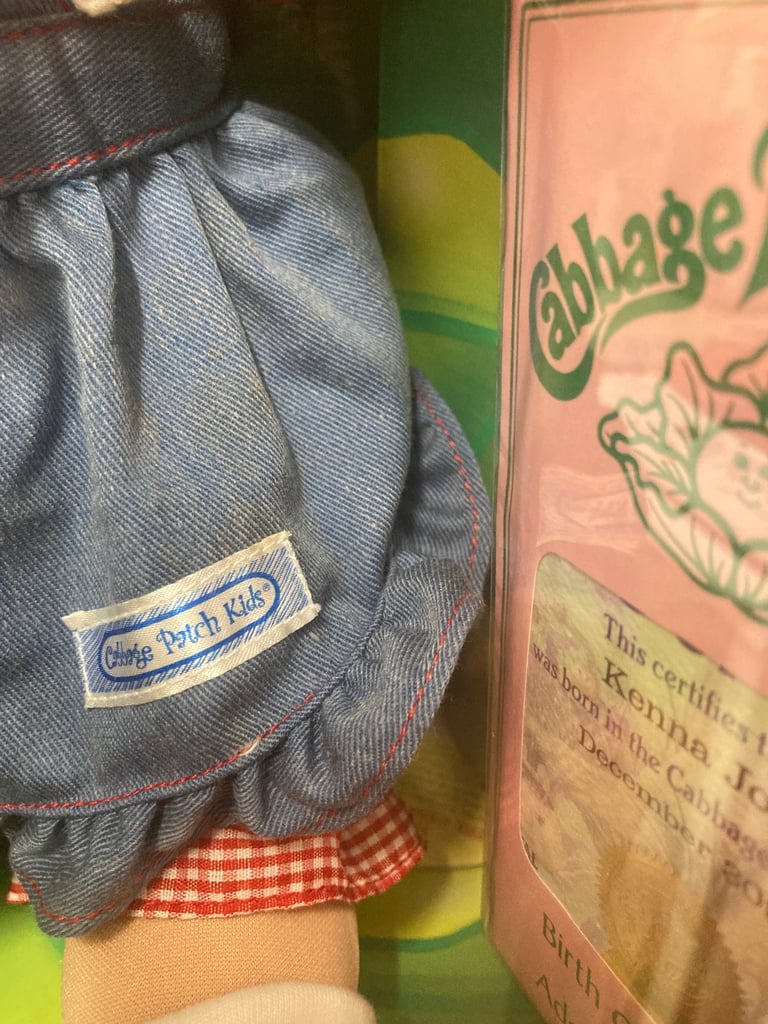 Cabbage Patch Kids®
Cabbage
This certifies
Kenna Jo
was born in the Cabbage
December
Birth